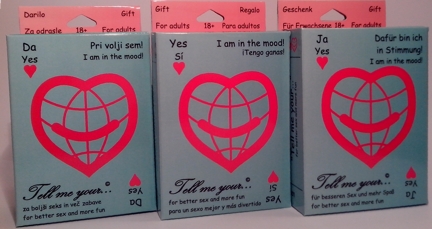 Darilo Gift
Za odrasle 18+ For adults
Gift Regalo
For adults 18+ Para adultos
Geschenk Gift
Für Erwachsene 18+ For adults
Da
Yes
Pri volji sem!
I am in the mood!
Tell me your...
za boljši seks in več zabave
for better sex and more fun
Da
Yes
Yes
Sí
I am in the mood!
¡Tengo ganas!
Tell me your...
for better sex and more fun
para un sexo mejor y más divertido
Yes
Sí
Ja
Yes
Dafür bin ich
in Stimmung!
I am in the mood!
Tell me your...
für besseren Sex und mehr Spaß
for better sex and more fun
Ja
Yes